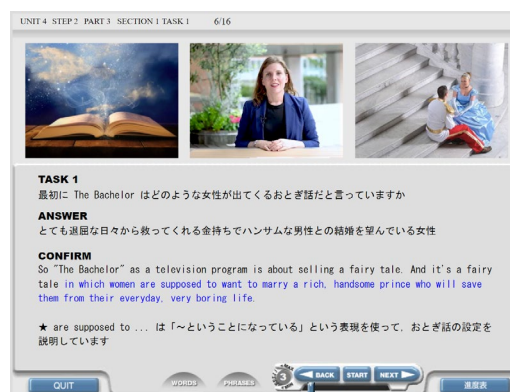 UNIT 4 STEP 2 PART 3 SECTION 1 TASK 1 6/16
TASK 1
最初に The Bachelor はどのような女性が出てくるおとぎ話だと言っていますか
ANSWER
とても退屈な日々から救ってくれる金持ちでハンサムな男性との結婚を望んでいる女性
CONFIRM
So "The Bachelor" as a television program is about selling a fairy tale. And it's a fairy
tale in which women are supposed to want to marry a rich, handsome prince who will save
them from their everyday, very boring life.
★ are supposed to ... は「～ということになっている」という表現を使って, おとぎ話の設定を
説明しています
QUIT
WORDS
PHRASES
3
BACK
START
NEXT
進度表